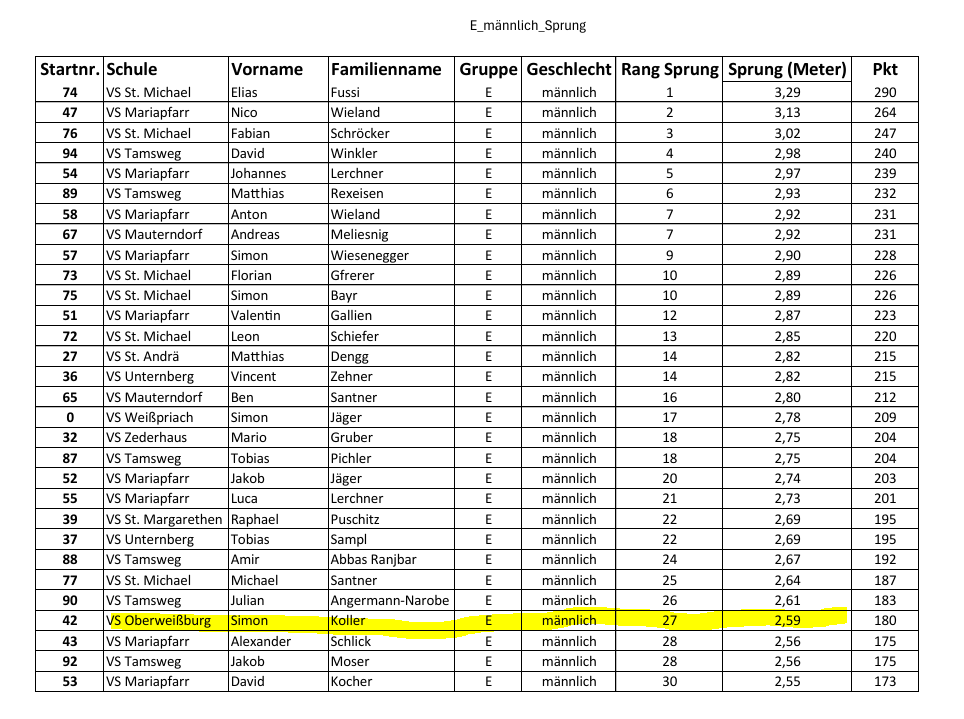 E_männlich_Sprung
Startnr. Schule Vorname Familienname Gruppe Geschlecht Rang Sprung Sprung (Meter) Pkt
74 VS St. Michael Elias Fussi E männlich 1 3,29 290
47 VS Mariapfarr Nico Wieland E männlich 2 3,13 264
76 VS St. Michael Fabian Schröcker E männlich 3 3,02 247
94 VS Tamsweg David Winkler E männlich 4 2,98 240
54 VS Mariapfarr Johannes Lerchner E männlich 5 2,97 239
89 VS Tamsweg Matthias Rexeisen E männlich 6 2,93 232
58 VS Mariapfarr Anton Wieland E männlich 7 2,92 231
67 VS Mauterndorf Andreas Meliesnig E männlich 7 2,92 231
57 VS Mariapfarr Simon Wiesenegger E männlich 9 2,90 228
73 VS St. Michael Florian Gfrerer E männlich 10 2,89 226
75 VS St. Michael Simon Bayr E männlich 10 2,89 226
51 VS Mariapfarr Valentin Gallien E männlich 12 2,87 223
72 VS St. Michael Leon Schiefer E männlich 13 2,85 220
27 VS St. Andrä Matthias Dengg E männlich 14 2,82 215
36 VS Unternberg Vincent Zehner E männlich 14 2,82 215
65 VS Mauterndorf Ben Santner E männlich 16 2,80 212
0 VS Weißpriach Simon Jäger E männlich 17 2,78 209
32 VS Zederhaus Mario Gruber E männlich 18 2,75 204
87 VS Tamsweg Tobias Pichler E männlich 18 2,75 204
52 VS Mariapfarr Jakob Jäger E männlich 20 2,74 203
55 VS Mariapfarr Luca Lerchner E männlich 21 2,73 201
39 VS St. Margarethen Raphael Puschitz E männlich 22 2,69 195
37 VS Unternberg Tobias Sampl E männlich 22 2,69 195
88 VS Tamsweg Amir Abbas Ranjbar E männlich 24 2,67 192
77 VS St. Michael Michael Santner E männlich 25 2,64 187
90 VS Tamsweg Julian Angermann-Narobe E männlich 26 2,61 183
42 VS Oberweißburg Simon Koller E männlich 27 2,59 180
43 VS Mariapfarr Alexander Schlick E männlich 28 2,56 175
92 VS Tamsweg Jakob Moser E männlich 28 2,56 175
53 VS Mariapfarr David Kocher E männlich 30 2,55 173